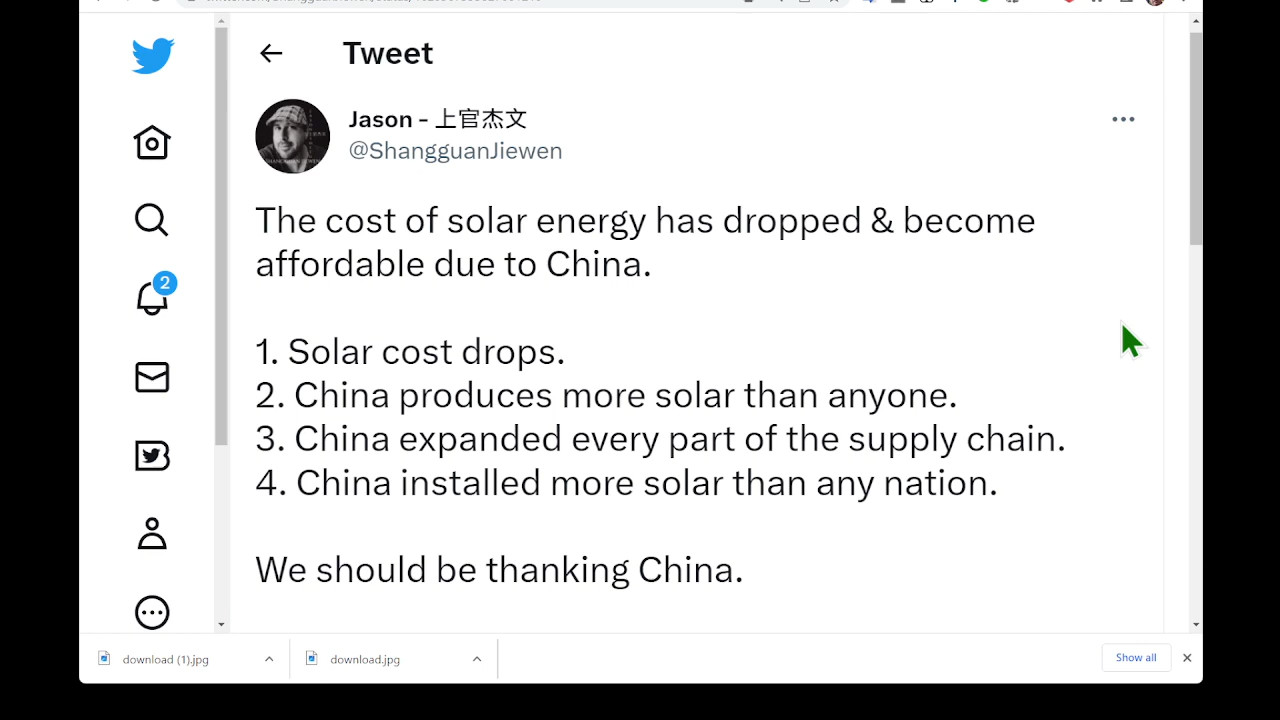 Tweet
Jason - 上官杰文
@ShangguanJiewen
The cost of solar energy has dropped & become
affordable due to China.
1. Solar cost drops.
2. China produces more solar than anyone.
3. China expanded every part of the supply chain.
4. China installed more solar than any nation.
We should be thanking China.
2
download (1).jpg
download.jpg
Show all